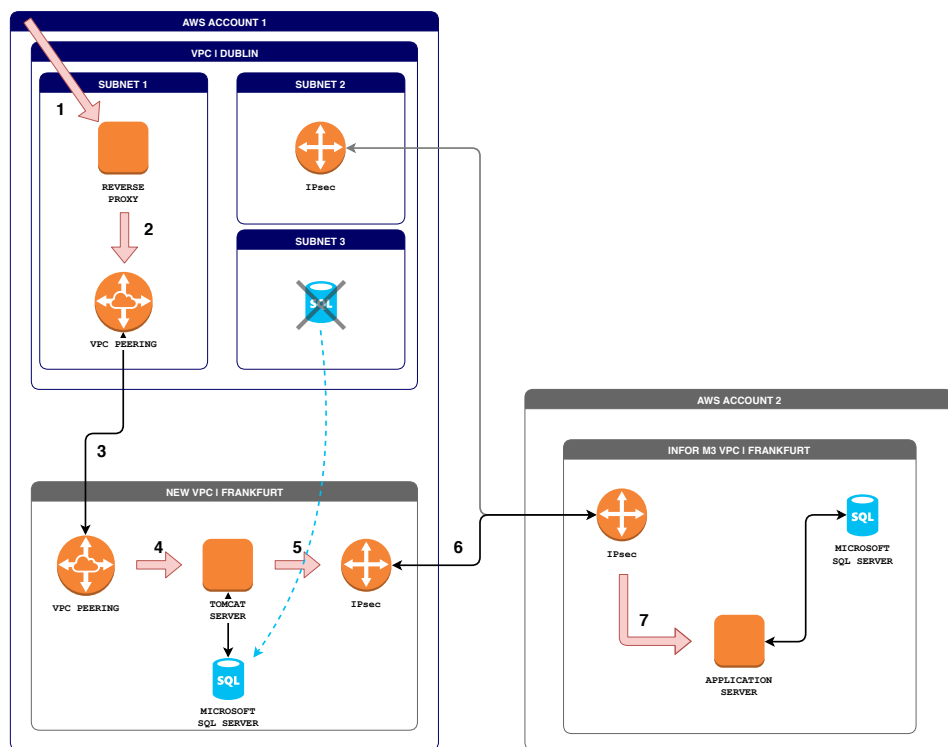 AWS ACCOUNT 1
VPC | DUBLIN
SUBNET 1
SUBNET 2
1
REVERSE
PROXY
IPsec
2
SUBNET 3
SQL
VPC PEERING
3
AWS ACCOUNT 2
INFOR M3 VPC | FRANKFURT
NEW VPC | FRANKFURT
4
5
6
VPC PEERING
TOMCAT
SERVER
IPsec
IPsec
SQL
MICROSOFT
SQL SERVER
7
SQL
MICROSOFT
SQL SERVER
APPLICATION
SERVER